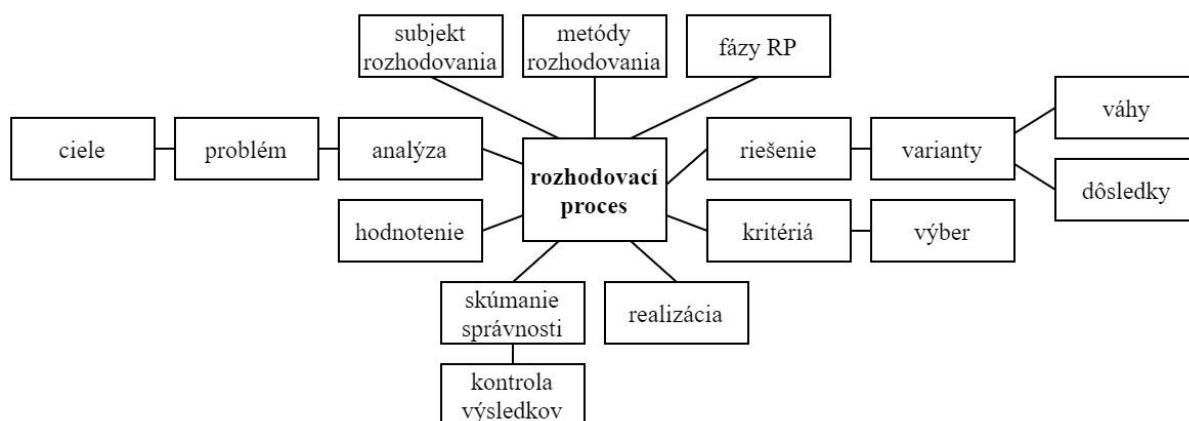 subjekt
rozhodovania
metódy
rozhodovania
fázy RP
váhy
ciele
problém
analýza
riešenie
varianty
rozhodovací
proces
dôsledky
hodnotenie
kritériá
výber
skúmanie
správnosti
realizácia
kontrola
výsledkov